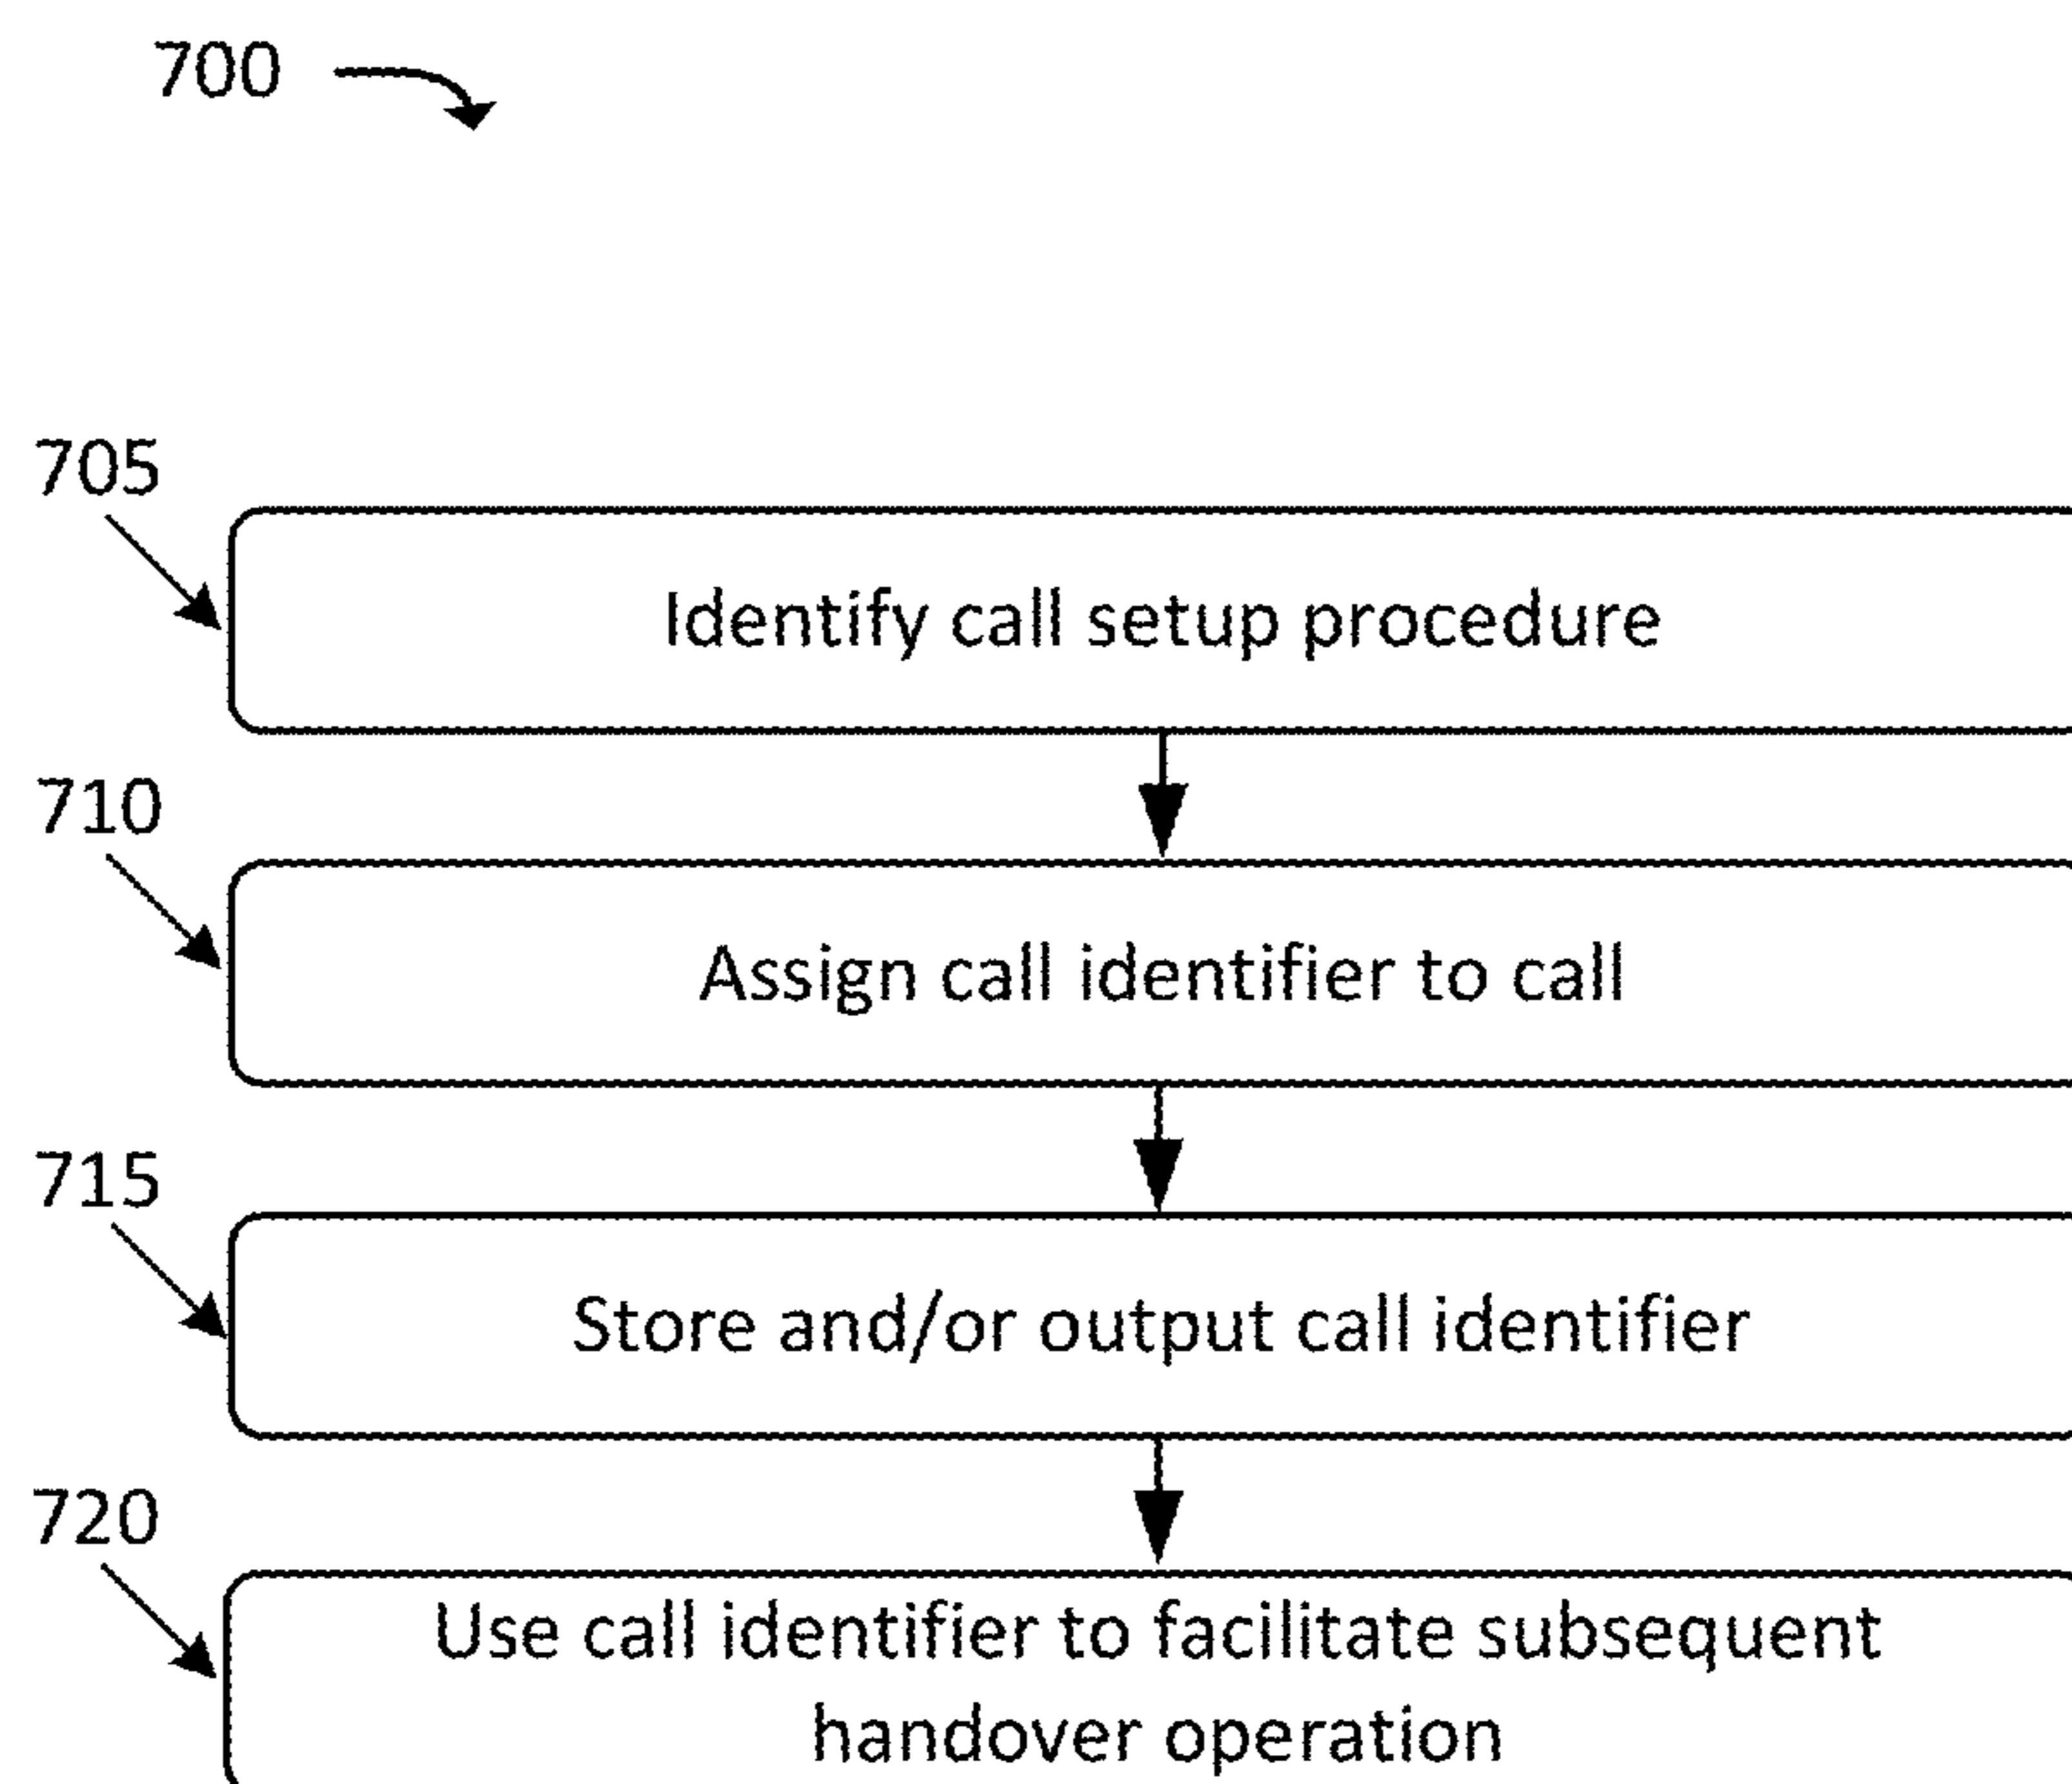 700
705
Identify call setup procedure
710
Assign call identifier to call
715
Store and/or output call identifier
720
Use call identifier to facilitate subsequent
handover operation